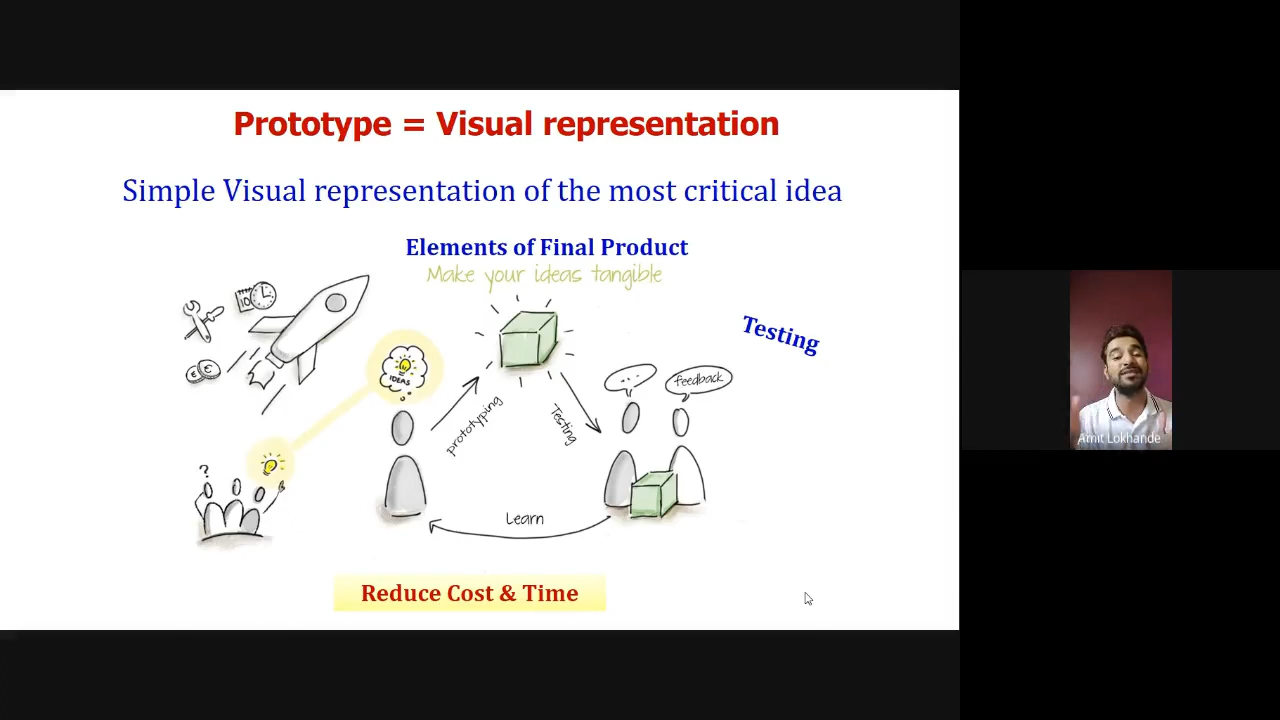 Prototype = Visual representation
Simple Visual representation of the most critical idea
Elements of Final Product
Make your ideas tangible
Testing
10
€ €
IDEAS
...
feedback
prototyping
Testing
?
Learn
Reduce Cost & Time
Amit Lokhande